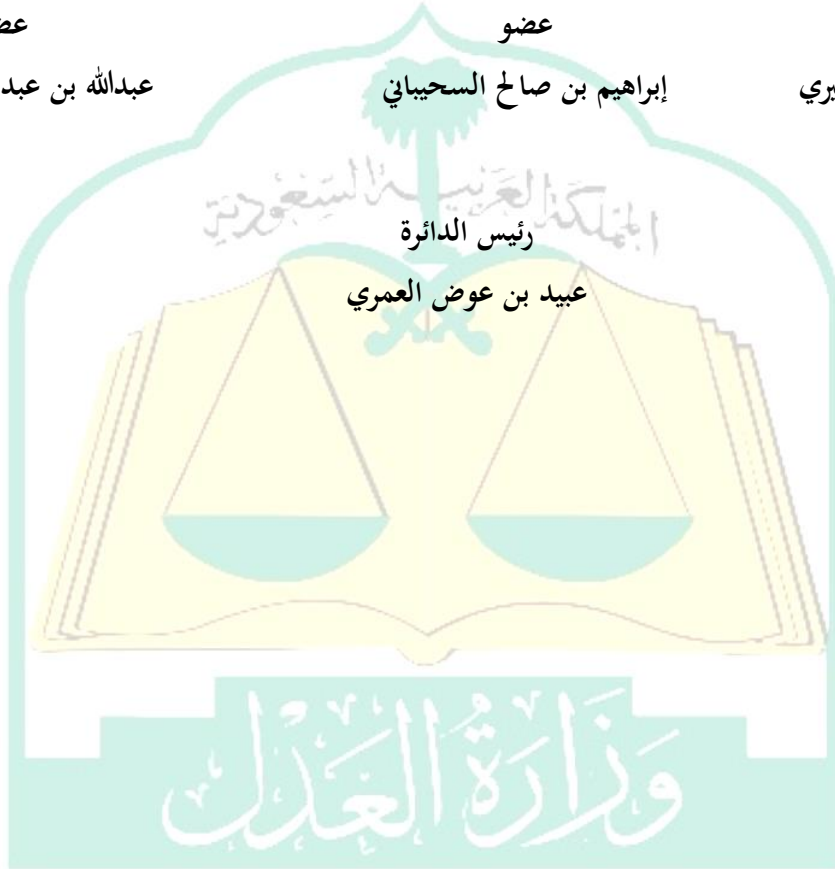 عضو
يري إبراهيم بن صالح السحيباني عبدالله بن عبد
المملكة العربية السعودية
رئيس الدائرة
عبيد بن عوض العمري
وزارة العدل